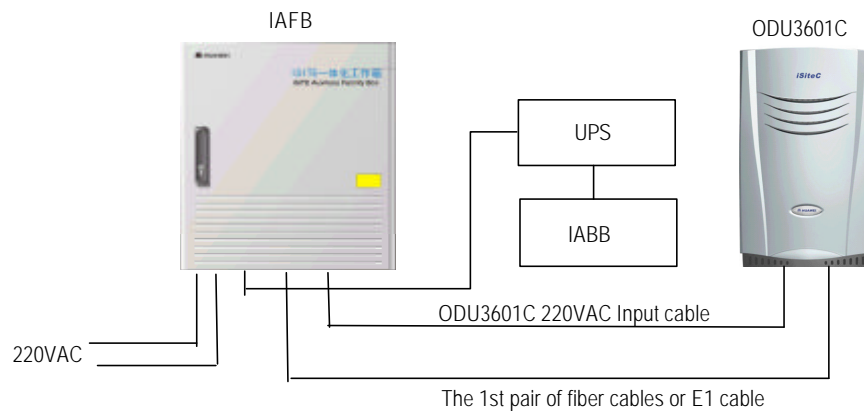 IAFB
ODU3601C
iSiteC
UPS
IABB
ODU3601C 220VAC Input cable
220VAC
The 1st pair of fiber cables or E1 cable